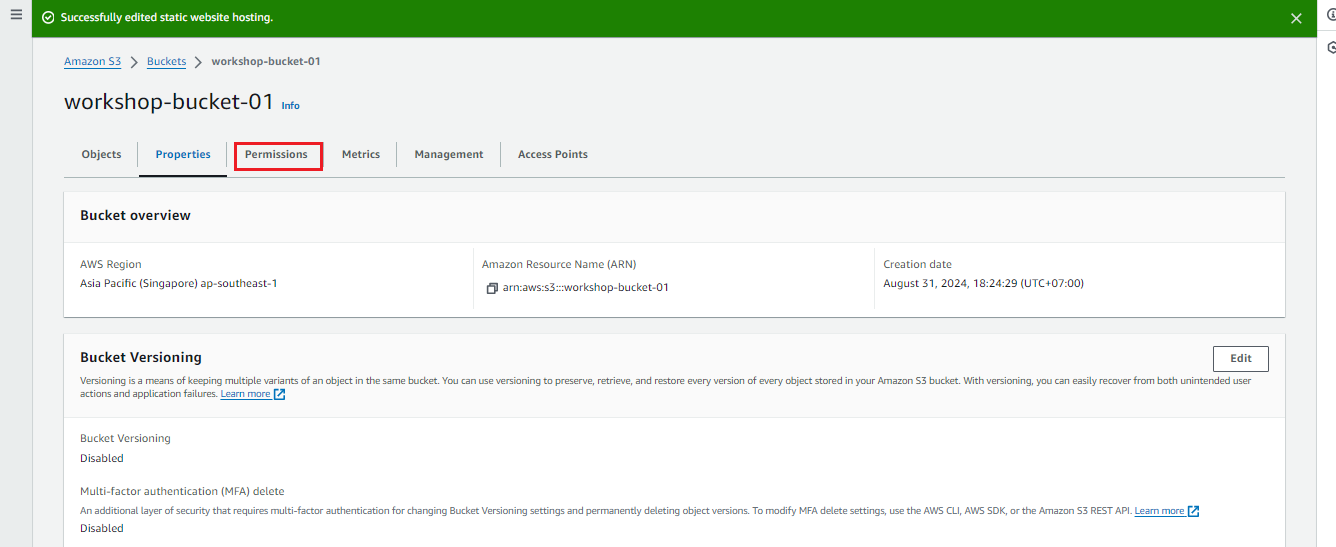 Successfully edited static website hosting.
Amazon S3 > Buckets > workshop-bucket-01
workshop-bucket-01 Info
Objects Properties Permissions Metrics Management Access Points
Bucket overview
AWS Region Amazon Resource Name (ARN) Creation date
Asia Pacific (Singapore) ap-southeast-1 arn:aws:s3:::workshop-bucket-01 August 31, 2024, 18:24:29 (UTC+07:00)
Bucket Versioning Edit
Versioning is a means of keeping multiple variants of an object in the same bucket. You can use versioning to preserve, retrieve, and restore every version of every object stored in your Amazon S3 bucket. With versioning, you can easily recover from both unintended user
actions and application failures. Learn more
Bucket Versioning
Disabled
Multi-factor authentication (MFA) delete
An additional layer of security that requires multi-factor authentication for changing Bucket Versioning settings and permanently deleting object versions. To modify MFA delete settings, use the AWS CLI, AWS SDK, or the Amazon S3 REST API. Learn more
Disabled